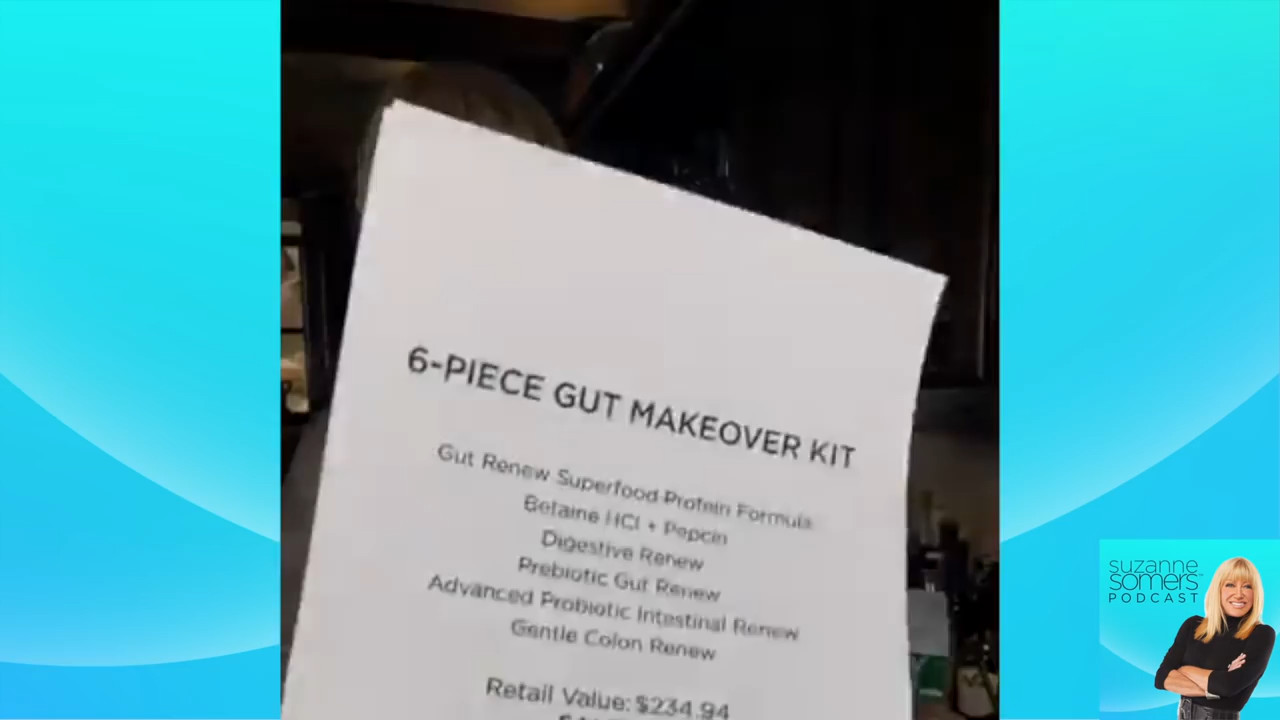 6-PIECE GUT MAKEOVER KIT
Gut Renew Superfood Protein Formula
Betaine HCl + Pepcin
Digestive Renew
Prebiotic Gut Renew
Advanced Probiotic Intestinal Renew
Gentle Colon Renew
Retail Value: $234.94
suzanne
somers
PODCAST